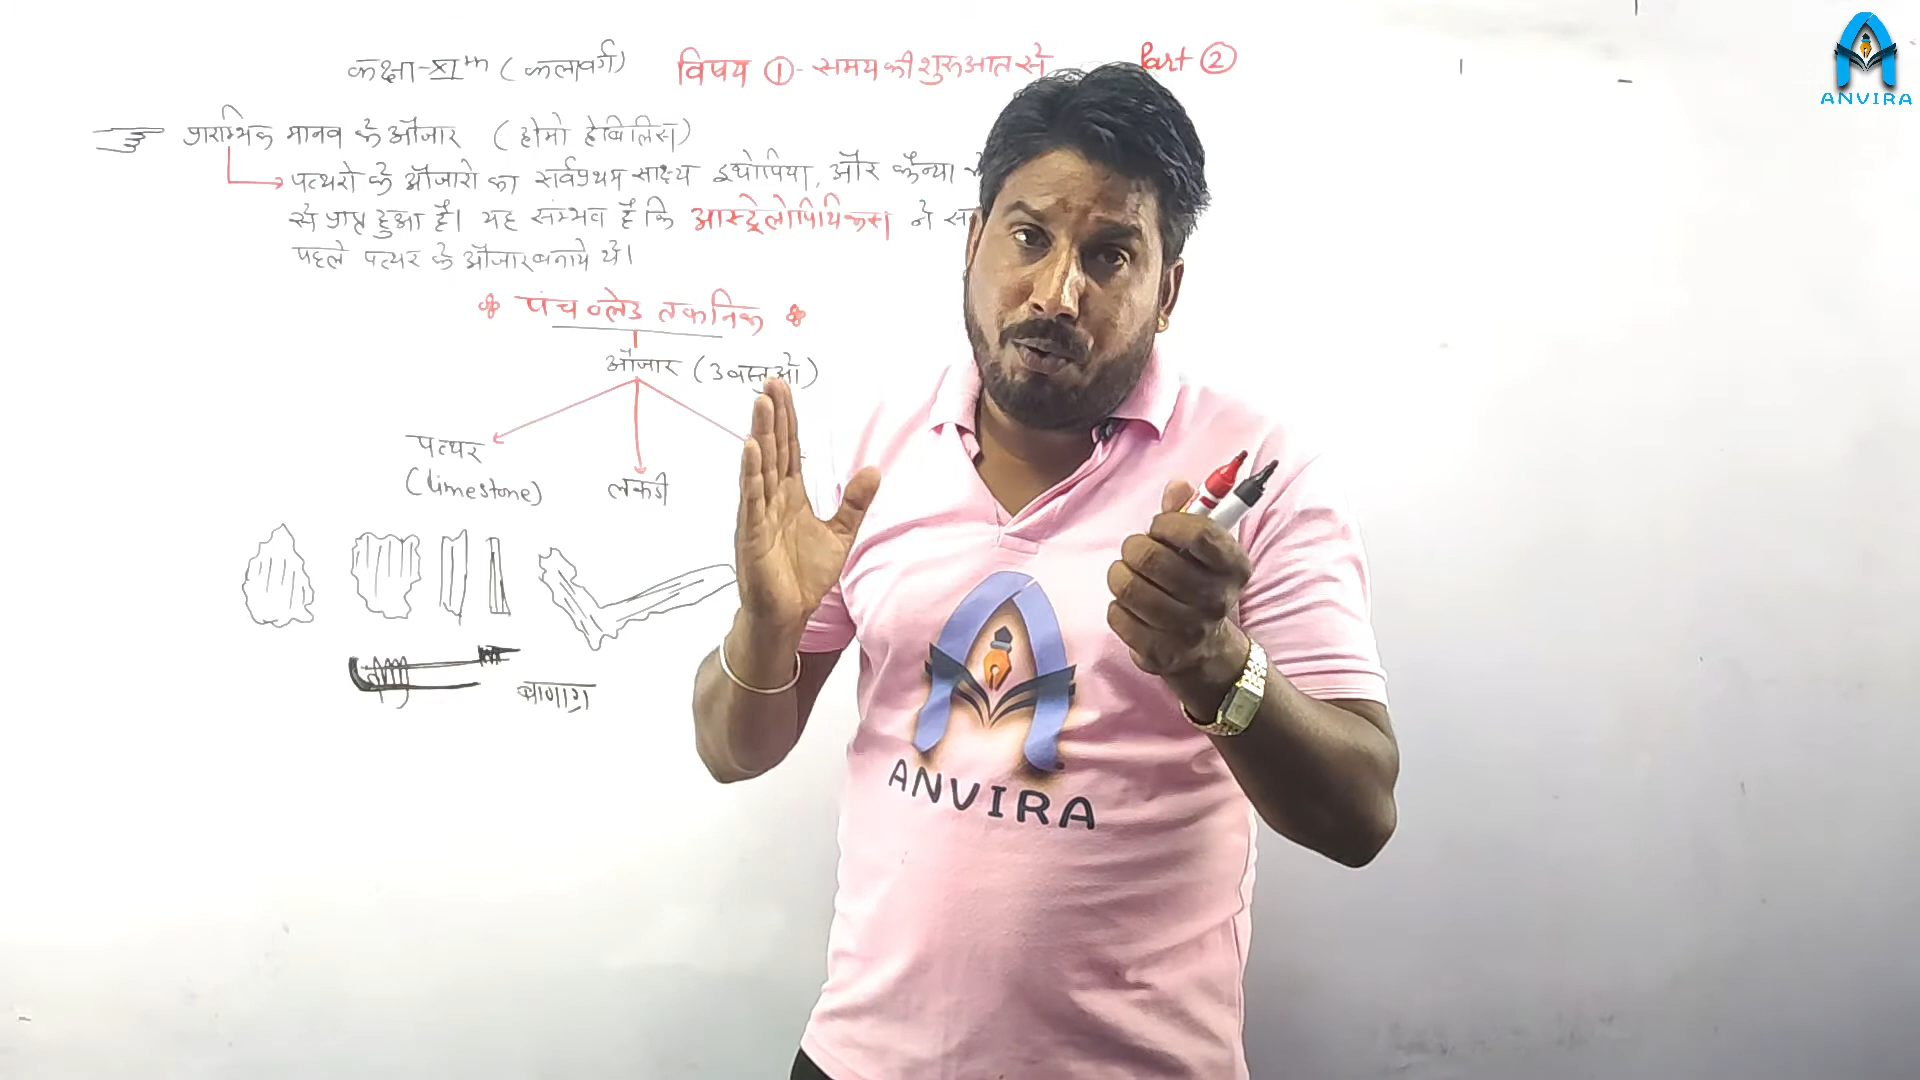 कक्षा-XIth (कलावर्ग) विषय ①- समय की शुरुआत से Part ②
प्रारम्भिक मानव के औजार (होमो हेबिलिस)
पत्थरो के औजारो का सर्वप्रथम साक्ष्य इथोपिया, और केन्या
से प्राप्त हुआ है। यह संम्भव है कि आस्ट्रेलोपिथिकस ने
पहले पत्थर के औजार बनाये थे।
पंच ब्लेड तकनिक
औजार (3 वस्तुओ)
पत्थर
(limestone)
लकडी
बाणाग्र
ANVIRA
ANVIRA